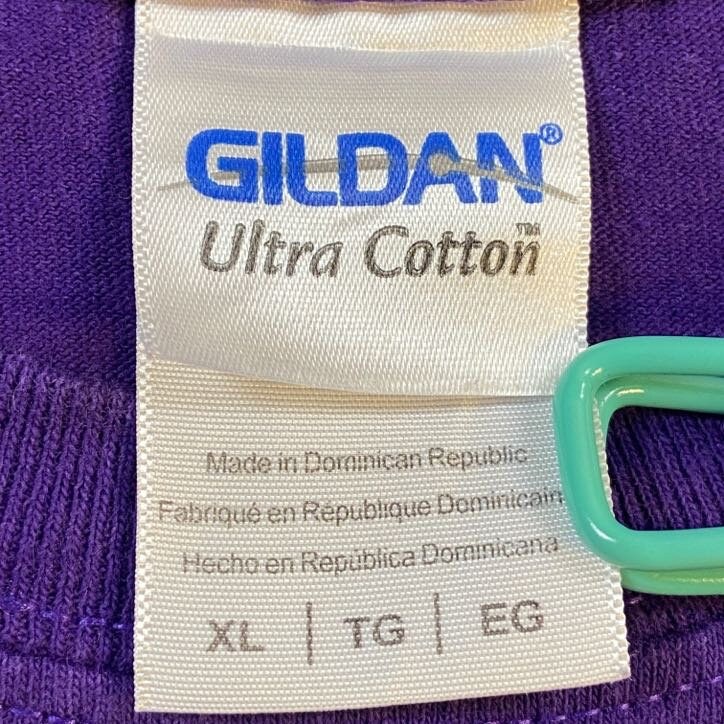 GILDAN®
Ultra Cotton™
Made in Dominican Republic
Fabriqué en République Dominicain
Hecho en República Dominicana
XL | TG | EG